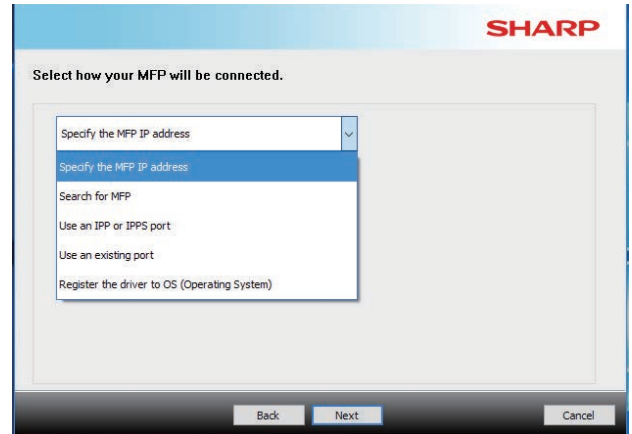 SHARP
Select how your MFP will be connected.
Specify the MFP IP address
Specify the MFP IP address
Search for MFP
Use an IPP or IPPS port
Use an existing port
Register the driver to OS (Operating System)
Back Next Cancel